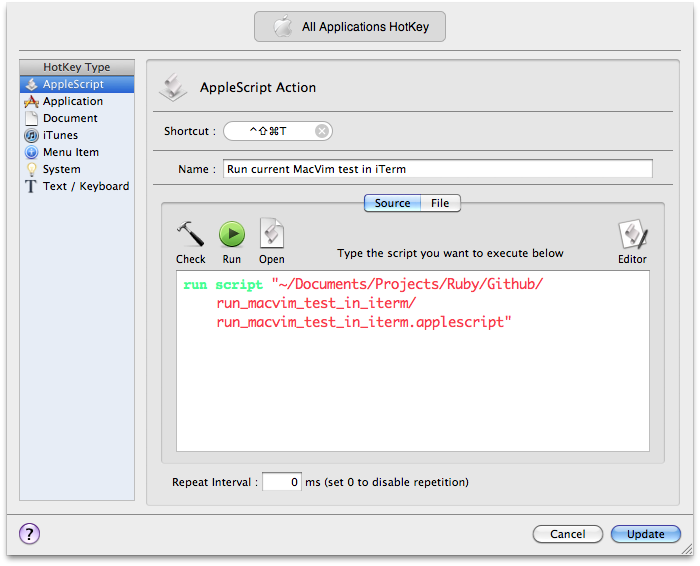 All Applications HotKey
HotKey Type
AppleScript
Application
Document
iTunes
Menu Item
System
Text / Keyboard
AppleScript Action
Shortcut : ^⇧⌘T
Name : Run current MacVim test in iTerm
Source File
Check Run Open Type the script you want to execute below Editor
run script "~/Documents/Projects/Ruby/Github/
run_macvim_test_in_iterm/
run_macvim_test_in_iterm.applescript"
Repeat Interval : 0 ms (set 0 to disable repetition)
? Cancel Update